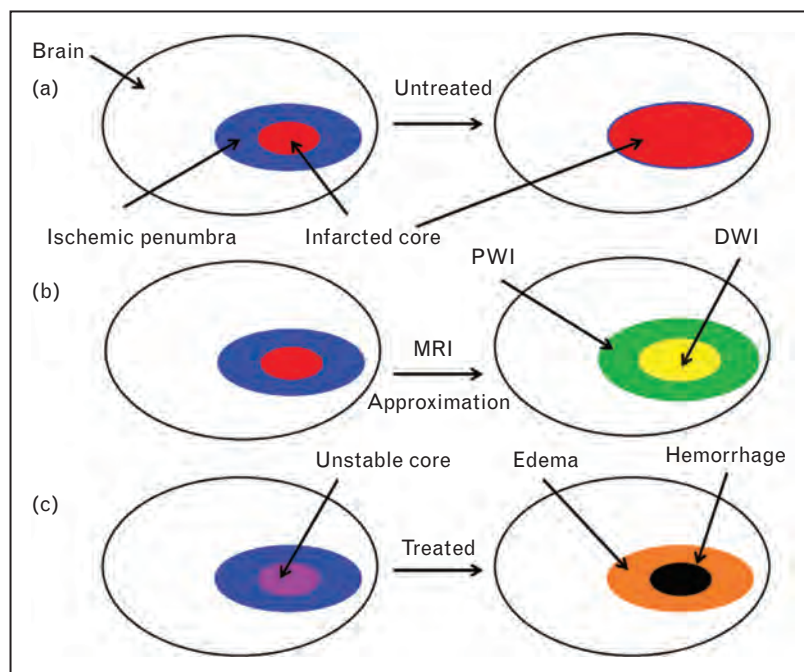 Brain
(a)
Untreated
Ischemic penumbra
Infarcted core
(b)
PWI
DWI
MRI
Approximation
(c)
Unstable core
Edema
Hemorrhage
Treated